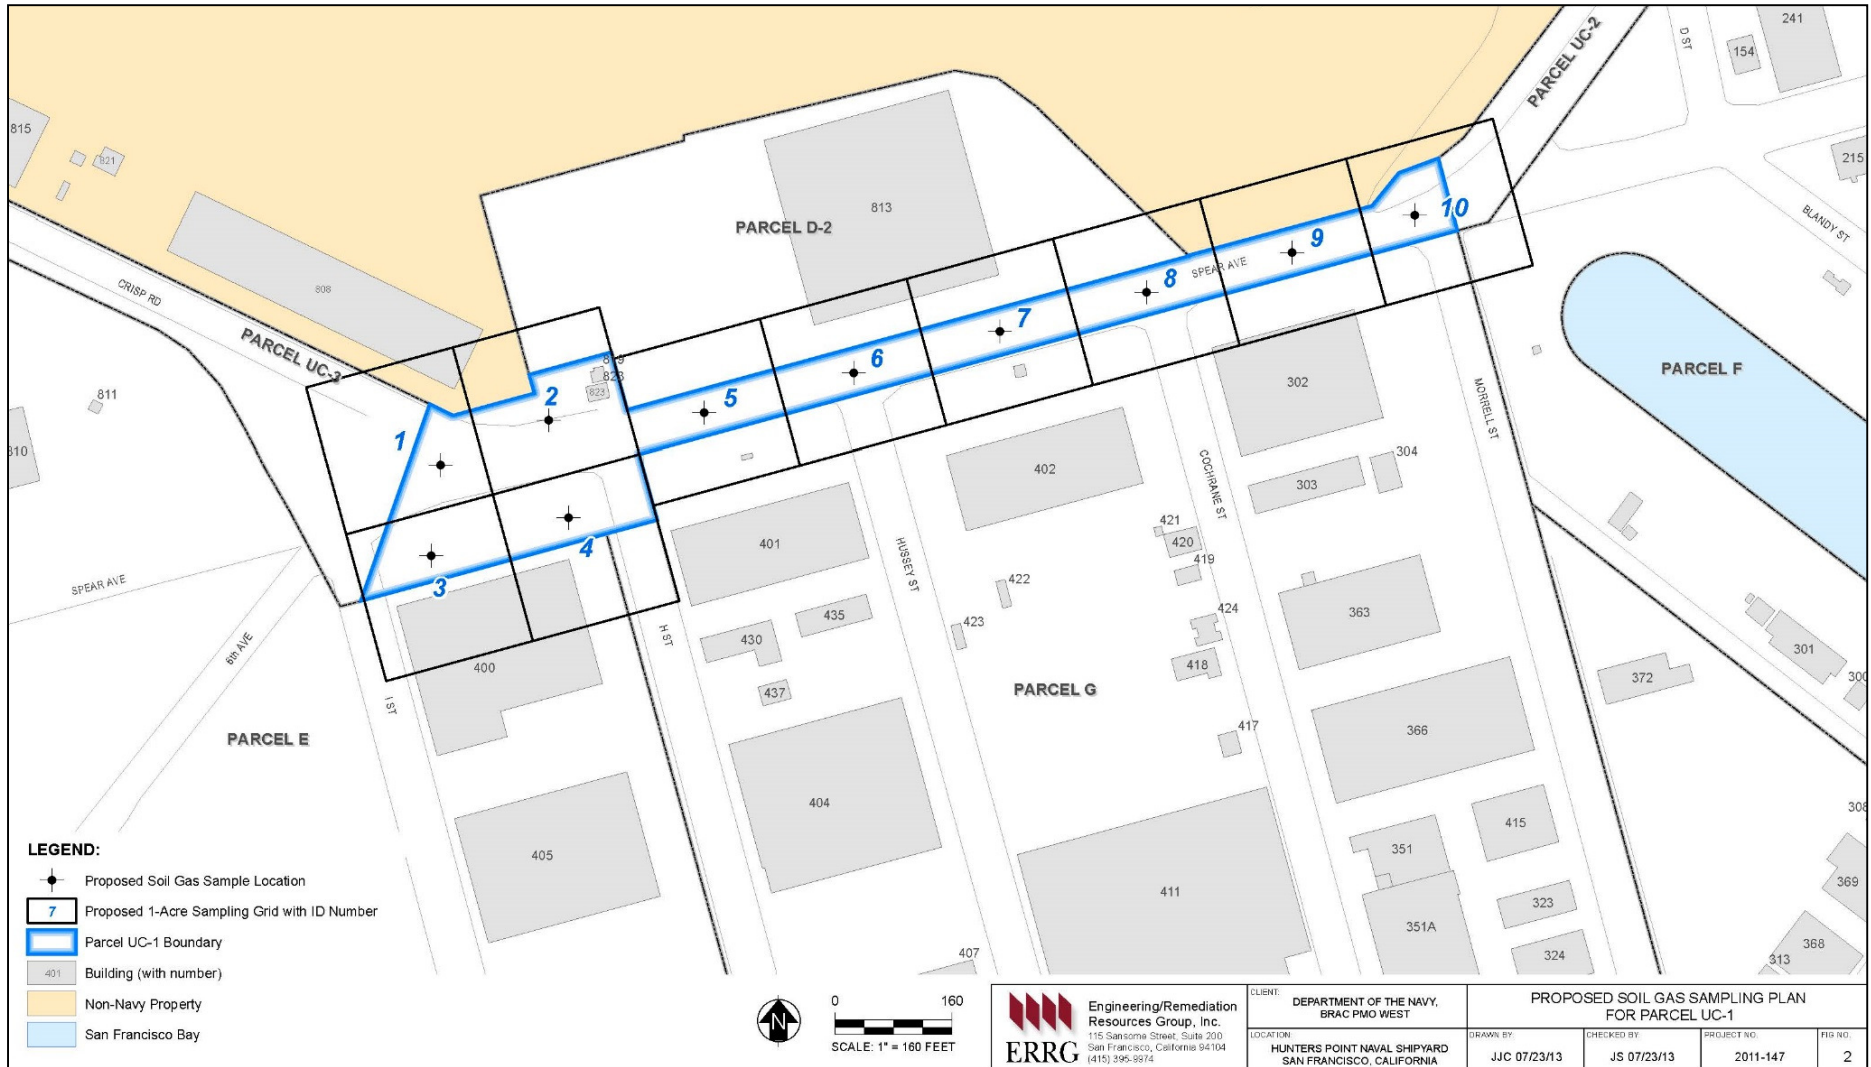 241
D ST
154
PARCEL UC-2
815
821
215
BLANDY ST
808
CRISP RD
PARCEL D-2
813
PARCEL UC-3
10
9
SPEAR AVE
8
7
6
5
819
823
823
2
1
3
4
811
810
302
MORRELL ST
PARCEL F
304
303
COCHRANE ST
402
401
HUSSEY ST
421
420
419
422
424
423
418
363
301
300
372
SPEAR AVE
6th AVE
400
I ST
H ST
430
435
437
PARCEL G
417
366
PARCEL E
404
405
411
415
351
351A
323
324
308
369
368
313
407
LEGEND:
Proposed Soil Gas Sample Location
7 Proposed 1-Acre Sampling Grid with ID Number
Parcel UC-1 Boundary
401 Building (with number)
Non-Navy Property
San Francisco Bay
N
0 160
SCALE: 1" = 160 FEET
ERRG
Engineering/Remediation
Resources Group, Inc.
115 Sansome Street, Suite 200
San Francisco, California 94104
(415) 395-9974
CLIENT:
DEPARTMENT OF THE NAVY,
BRAC PMO WEST
LOCATION
HUNTERS POINT NAVAL SHIPYARD
SAN FRANCISCO, CALIFORNIA
PROPOSED SOIL GAS SAMPLING PLAN
FOR PARCEL UC-1
DRAWN BY
JJC 07/23/13
CHECKED BY
JS 07/23/13
PROJECT NO.
2011-147
FIG NO.
2